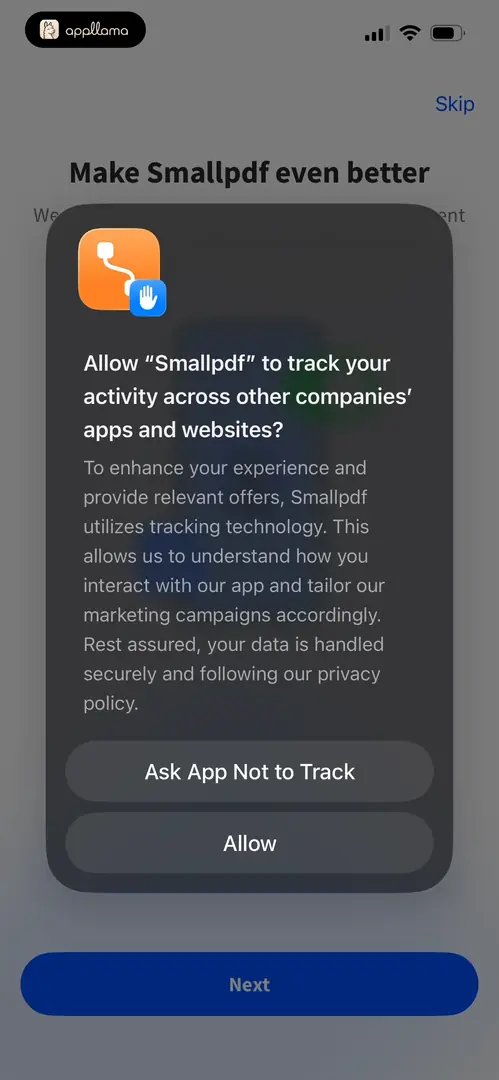 appllama
Skip
Make Smallpdf even better
We
ent
Allow “Smallpdf” to track your
activity across other companies’
apps and websites?
To enhance your experience and
provide relevant offers, Smallpdf
utilizes tracking technology. This
allows us to understand how you
interact with our app and tailor our
marketing campaigns accordingly.
Rest assured, your data is handled
securely and following our privacy
policy.
Ask App Not to Track
Allow
Next